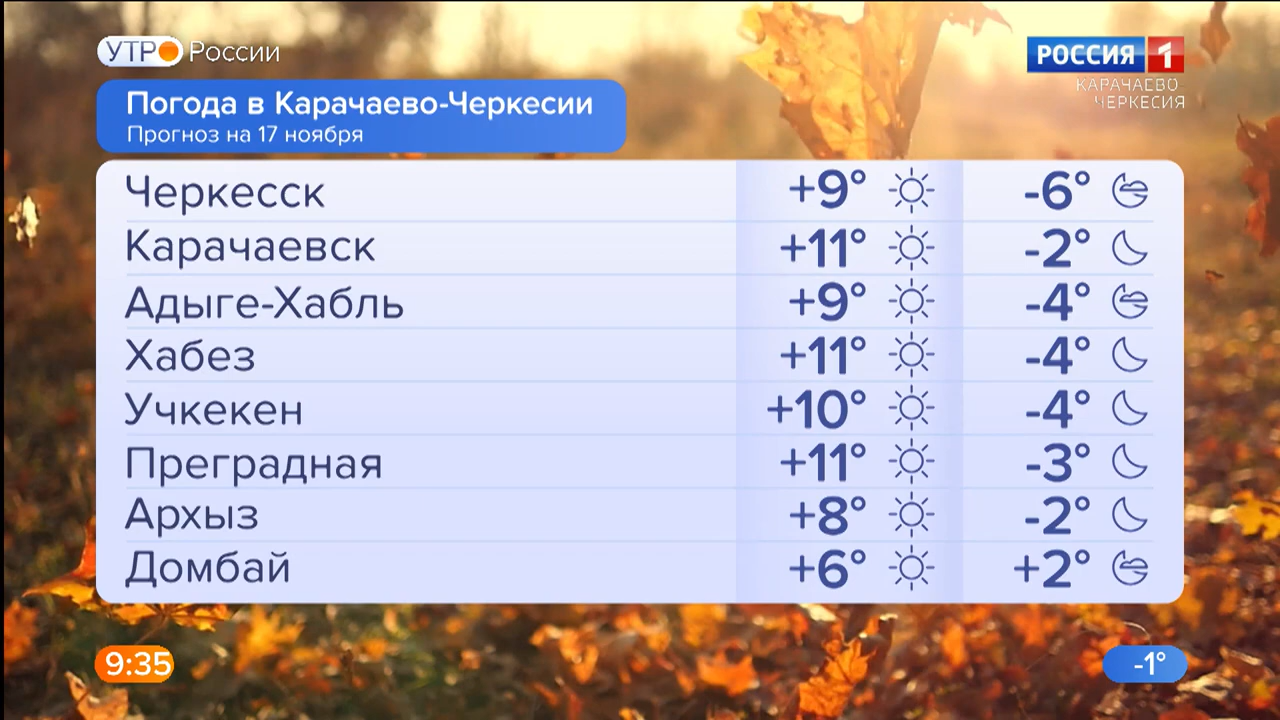 УТРО России
РОССИЯ 1
КАРАЧАЕВО-
ЧЕРКЕСИЯ
Погода в Карачаево-Черкесии
Прогноз на 17 ноября
Черкесск +9° -6°
Карачаевск +11° -2°
Адыге-Хабль +9° -4°
Хабез +11° -4°
Учкекен +10° -4°
Преградная +11° -3°
Архыз +8° -2°
Домбай +6° +2°
9:35 -1°